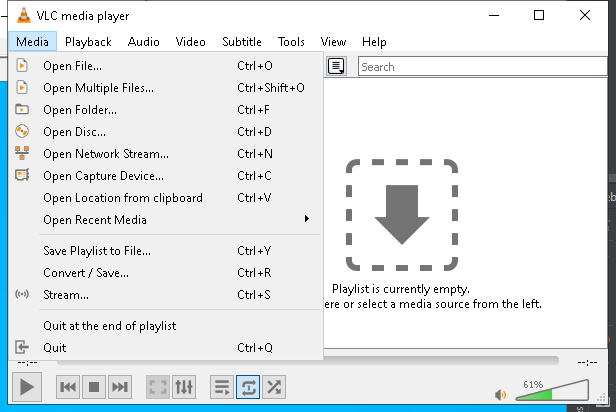 VLC media player
Media Playback Audio Video Subtitle Tools View Help
Search
Open File... Ctrl+O
Open Multiple Files... Ctrl+Shift+O
Open Folder... Ctrl+F
Open Disc... Ctrl+D
Open Network Stream... Ctrl+N
Open Capture Device... Ctrl+C
Open Location from clipboard Ctrl+V
Open Recent Media
Save Playlist to File... Ctrl+Y
Convert / Save... Ctrl+R
Stream... Ctrl+S
Quit at the end of playlist
Quit Ctrl+Q
Playlist is currently empty.
ere or select a media source from the left.
--:-- --:--
61%